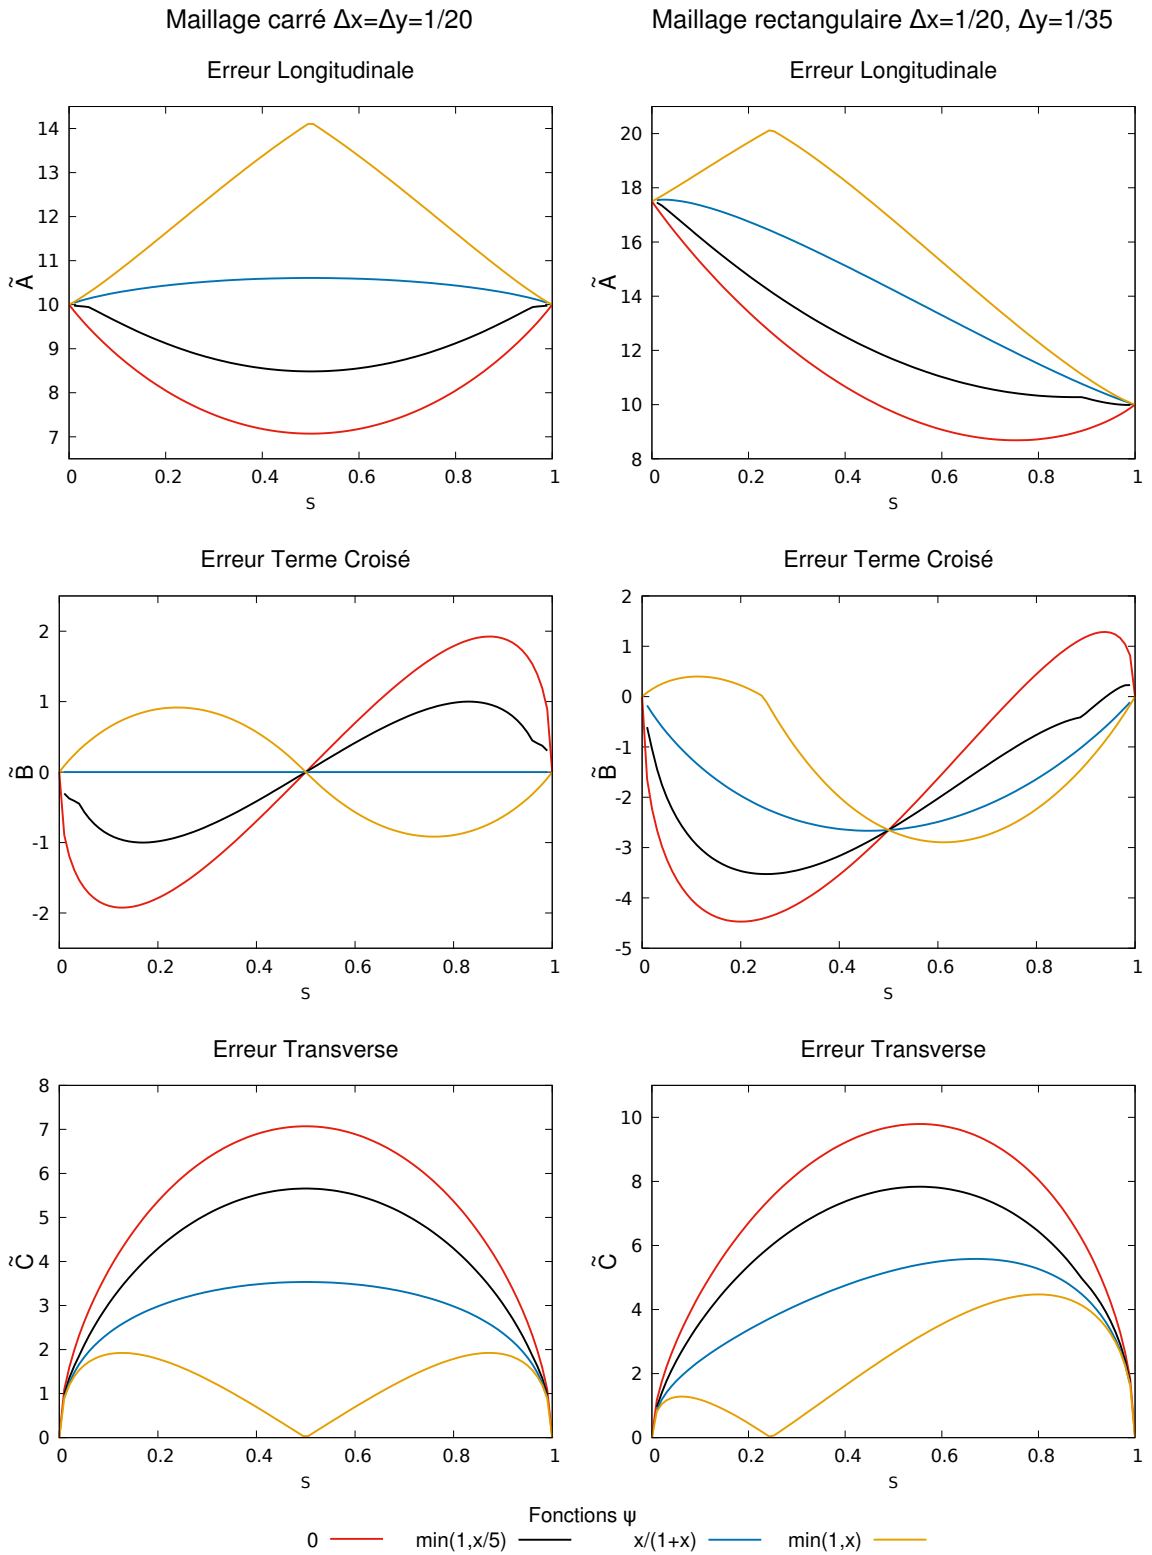 Maillage carré Δx=Δy=1/20
Maillage rectangulaire Δx=1/20, Δy=1/35
Erreur Longitudinale
14
13
12
11
10
9
8
7
Ã
0 0.2 0.4 0.6 0.8 1
S
Erreur Longitudinale
20
18
16
14
12
10
8
Ã
0 0.2 0.4 0.6 0.8 1
S
Erreur Terme Croisé
2
1
0
-1
-2
B̃
0 0.2 0.4 0.6 0.8 1
S
Erreur Terme Croisé
2
1
0
-1
-2
-3
-4
-5
B̃
0 0.2 0.4 0.6 0.8 1
S
Erreur Transverse
8
7
6
5
4
3
2
1
0
C̃
0 0.2 0.4 0.6 0.8 1
S
Erreur Transverse
10
8
6
4
2
0
C̃
0 0.2 0.4 0.6 0.8 1
S
Fonctions ψ
0 min(1,x/5) x/(1+x) min(1,x)